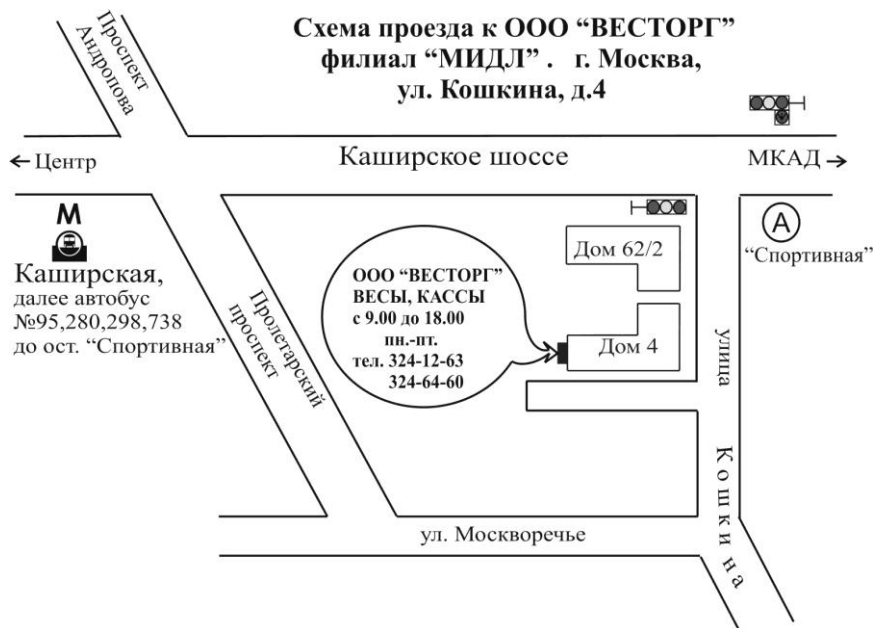 Схема проезда к ООО “ВЕСТОРГ”
филиал “МИДЛ” . г. Москва,
ул. Кошкина, д.4
Проспект
Андропова
← Центр
Каширское шоссе
МКАД →
М
Каширская,
далее автобус
№95,280,298,738
до ост. “Спортивная”
Пролетарский
проспект
ООО “ВЕСТОРГ”
ВЕСЫ, КАССЫ
с 9.00 до 18.00
пн.-пт.
тел. 324-12-63
324-64-60
Дом 62/2
Дом 4
А
“Спортивная”
улица Кошкина
ул. Москворечье